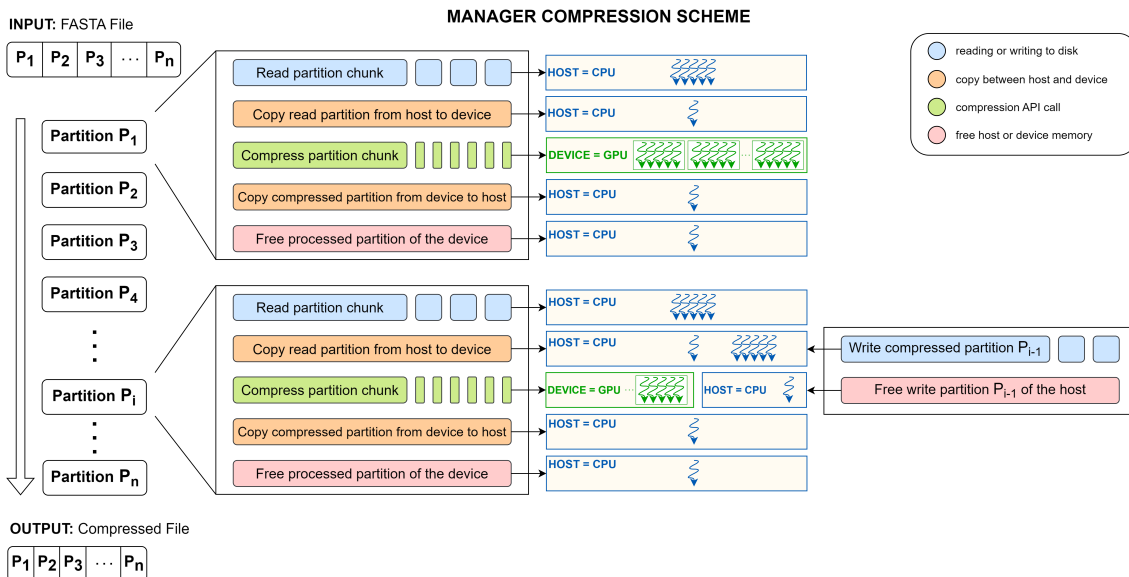 MANAGER COMPRESSION SCHEME
INPUT: FASTA File
P1 P2 P3 ··· Pn
Partition P1
Partition P2
Partition P3
Partition P4
Partition Pi
Partition Pn
OUTPUT: Compressed File
P1 P2 P3 ··· Pn
Read partition chunk
HOST = CPU
Copy read partition from host to device
HOST = CPU
Compress partition chunk
DEVICE = GPU ···
Copy compressed partition from device to host
HOST = CPU
Free processed partition of the device
HOST = CPU
Read partition chunk
HOST = CPU
Copy read partition from host to device
HOST = CPU
Write compressed partition Pi-1
Compress partition chunk
DEVICE = GPU ···
HOST = CPU
Free write partition Pi-1 of the host
Copy compressed partition from device to host
HOST = CPU
Free processed partition of the device
HOST = CPU
reading or writing to disk
copy between host and device
compression API call
free host or device memory